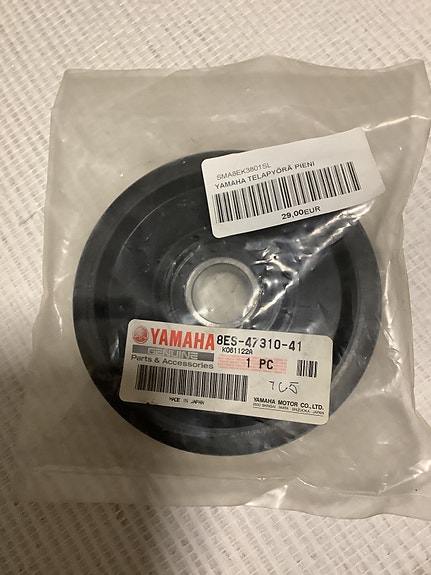 SMA8EK3801SL
YAMAHA TELAPYÖRÄ PIENI
29,00EUR
YAMAHA 8ES-47310-41
GENUINE K061122A
Parts & Accessories 1 PC
YAMAHA MOTOR CO.,LTD.
MADE IN JAPAN